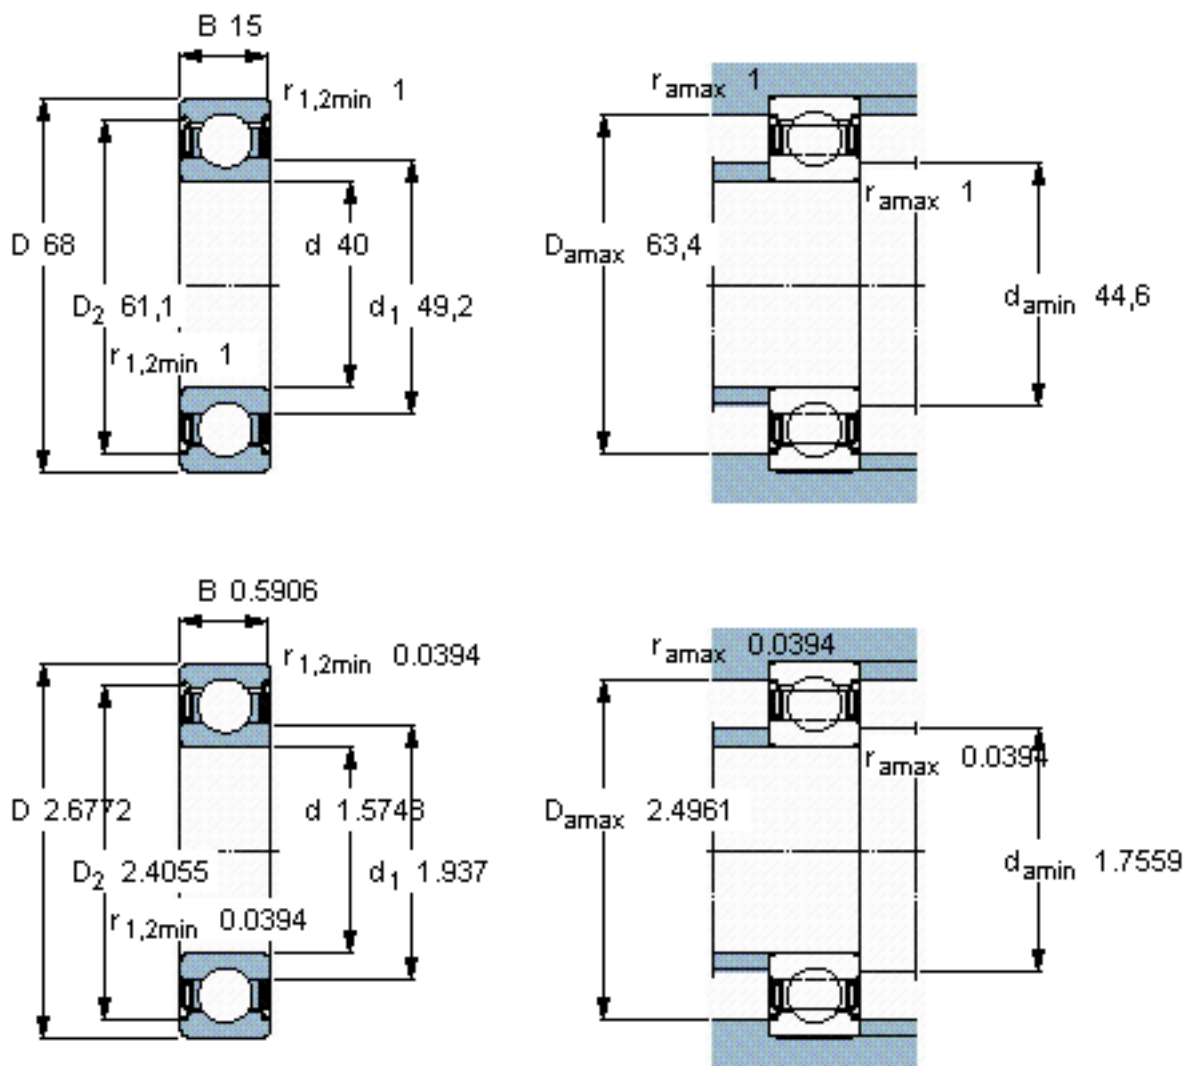 B 15
r1,2min 1
ramax 1
ramax 1
D 68
d 40
Damax 63,4
D2 61,1
d1 49,2
damin 44,6
r1,2min 1
B 0.5906
r1,2min 0.0394
ramax 0.0394
ramax 0.0394
D 2.6772
d 1.5748
Damax 2.4961
D2 2.4055
d1 1.937
damin 1.7559
r1,2min 0.0394